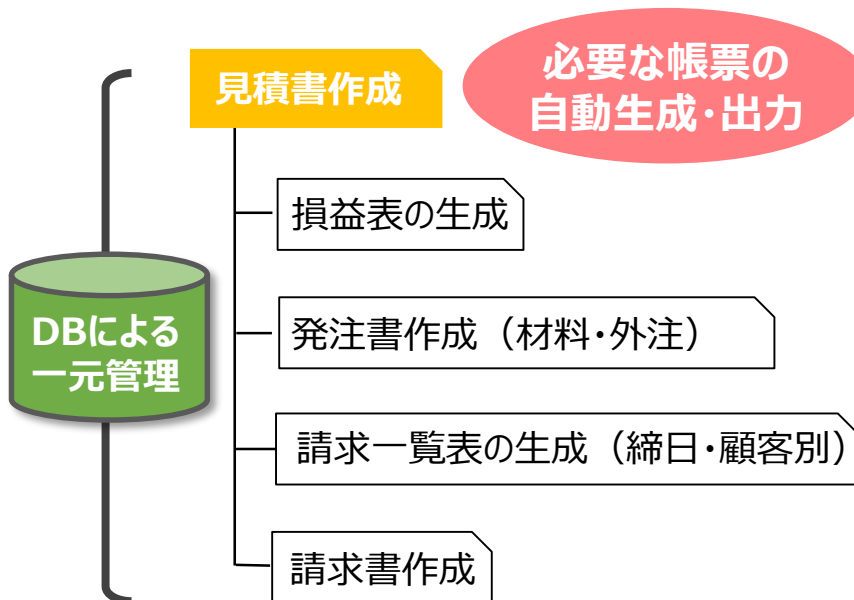 見積書作成
必要な帳票の
自動生成・出力
損益表の生成
DBによる
一元管理
発注書作成（材料・外注）
請求一覧表の生成（締日・顧客別）
請求書作成